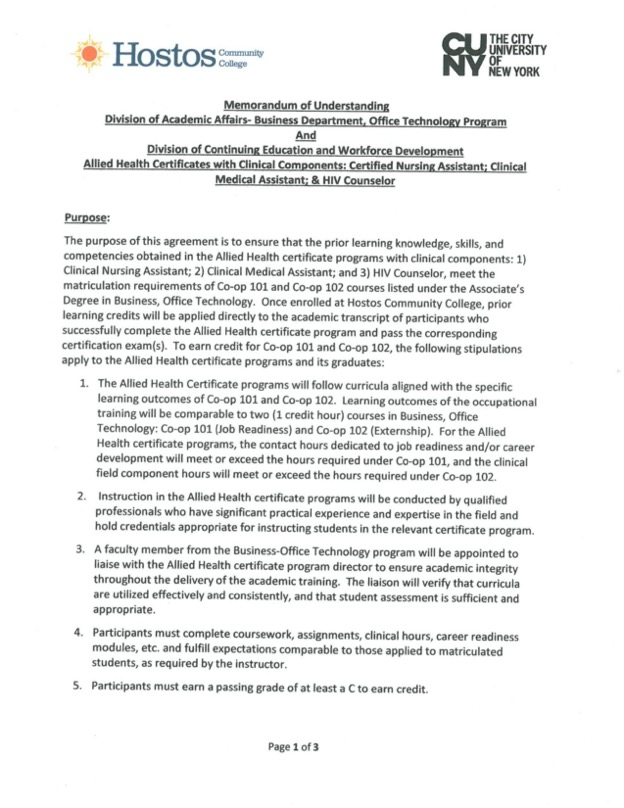 Hostos Community College
CUNY THE CITY UNIVERSITY OF NEW YORK
Memorandum of Understanding
Division of Academic Affairs- Business Department, Office Technology Program
And
Division of Continuing Education and Workforce Development
Allied Health Certificates with Clinical Components: Certified Nursing Assistant; Clinical
Medical Assistant; & HIV Counselor
Purpose:
The purpose of this agreement is to ensure that the prior learning knowledge, skills, and
competencies obtained in the Allied Health certificate programs with clinical components: 1)
Clinical Nursing Assistant; 2) Clinical Medical Assistant; and 3) HIV Counselor, meet the
matriculation requirements of Co-op 101 and Co-op 102 courses listed under the Associate's
Degree in Business, Office Technology. Once enrolled at Hostos Community College, prior
learning credits will be applied directly to the academic transcript of participants who
successfully complete the Allied Health certificate program and pass the corresponding
certification exam(s). To earn credit for Co-op 101 and Co-op 102, the following stipulations
apply to the Allied Health certificate programs and its graduates:
1. The Allied Health Certificate programs will follow curricula aligned with the specific
learning outcomes of Co-op 101 and Co-op 102. Learning outcomes of the occupational
training will be comparable to two (1 credit hour) courses in Business, Office
Technology: Co-op 101 (Job Readiness) and Co-op 102 (Externship). For the Allied
Health certificate programs, the contact hours dedicated to job readiness and/or career
development will meet or exceed the hours required under Co-op 101, and the clinical
field component hours will meet or exceed the hours required under Co-op 102.
2. Instruction in the Allied Health certificate programs will be conducted by qualified
professionals who have significant practical experience and expertise in the field and
hold credentials appropriate for instructing students in the relevant certificate program.
3. A faculty member from the Business-Office Technology program will be appointed to
liaise with the Allied Health certificate program director to ensure academic integrity
throughout the delivery of the academic training. The liaison will verify that curricula
are utilized effectively and consistently, and that student assessment is sufficient and
appropriate.
4. Participants must complete coursework, assignments, clinical hours, career readiness
modules, etc. and fulfill expectations comparable to those applied to matriculated
students, as required by the instructor.
5. Participants must earn a passing grade of at least a C to earn credit.
Page 1 of 3